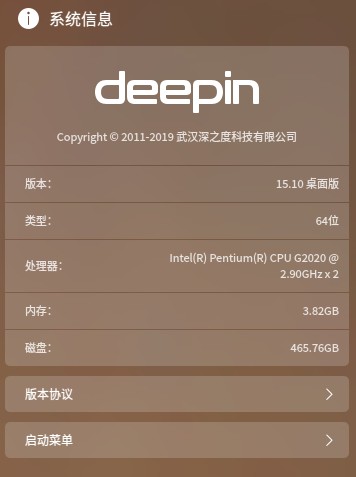 系统信息
deepin
Copyright © 2011-2019 武汉深之度科技有限公司
版本： 15.10 桌面版
类型： 64位
处理器： Intel(R) Pentium(R) CPU G2020 @
2.90GHz x 2
内存： 3.82GB
磁盘： 465.76GB
版本协议
启动菜单